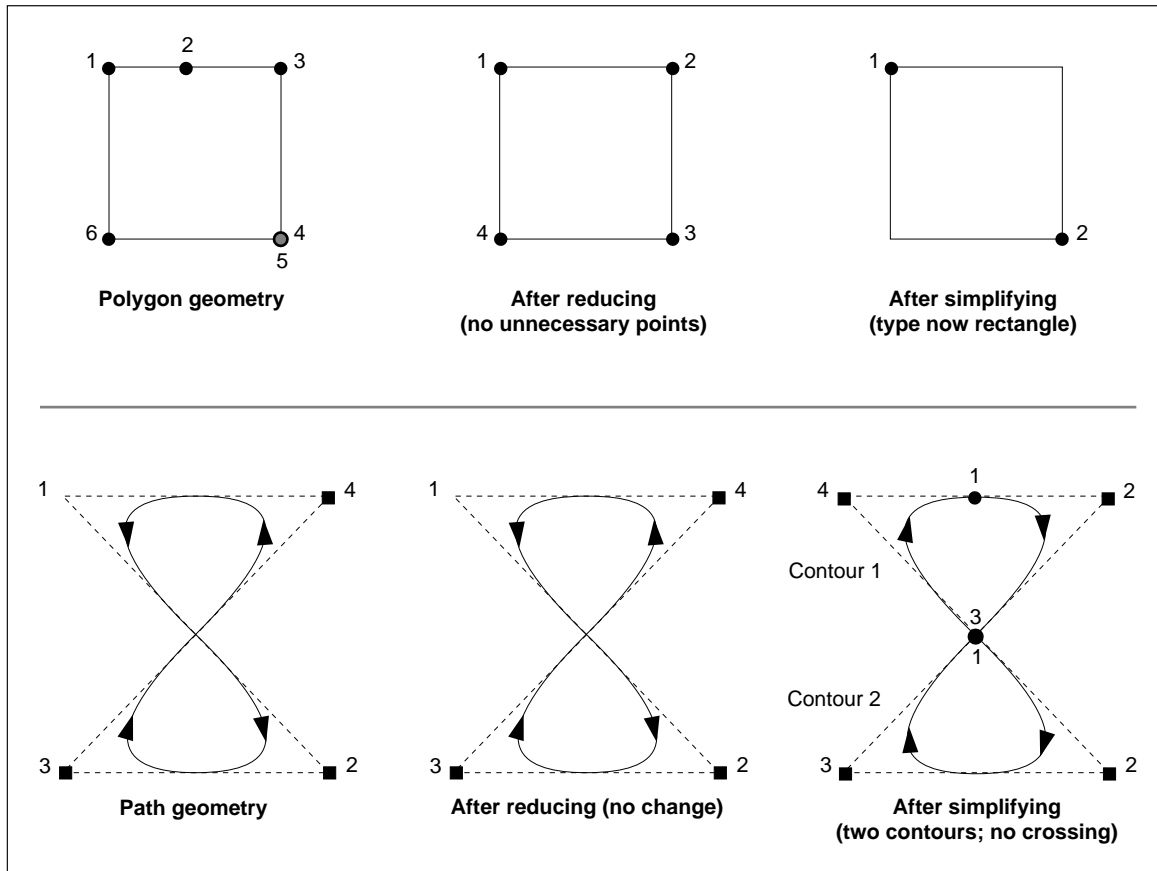 2
1 3
6 4
5
Polygon geometry
1 2
4 3
After reducing
(no unnecessary points)
1
2
After simplifying
(type now rectangle)
1 4
3 2
Path geometry
1 4
3 2
After reducing (no change)
1
4 2
Contour 1
3
1
Contour 2
3 2
After simplifying
(two contours; no crossing)